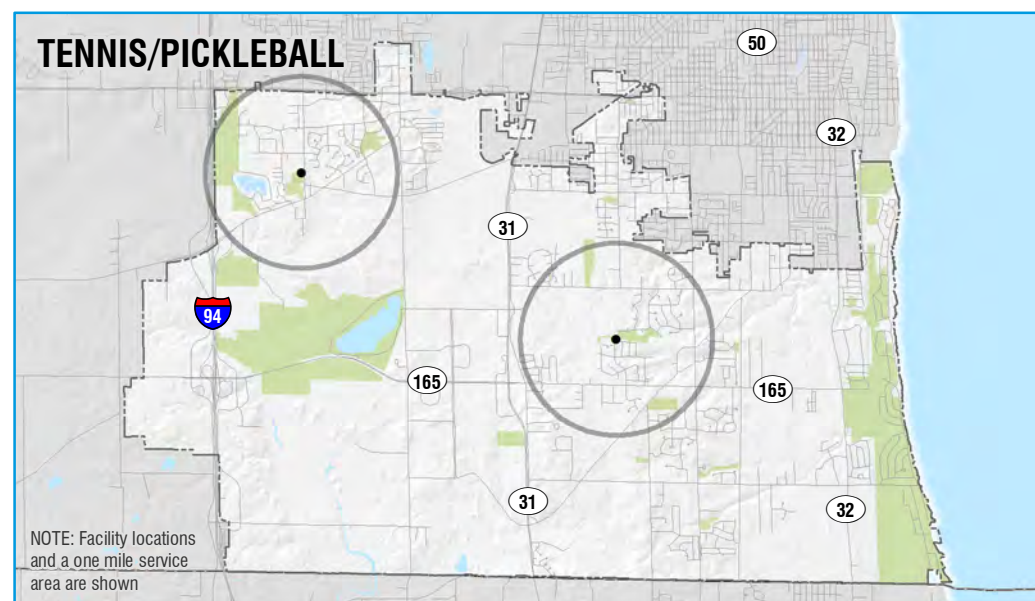 TENNIS/PICKLEBALL
50
32
31
94
165
165
31
32
NOTE: Facility locations
and a one mile service
area are shown